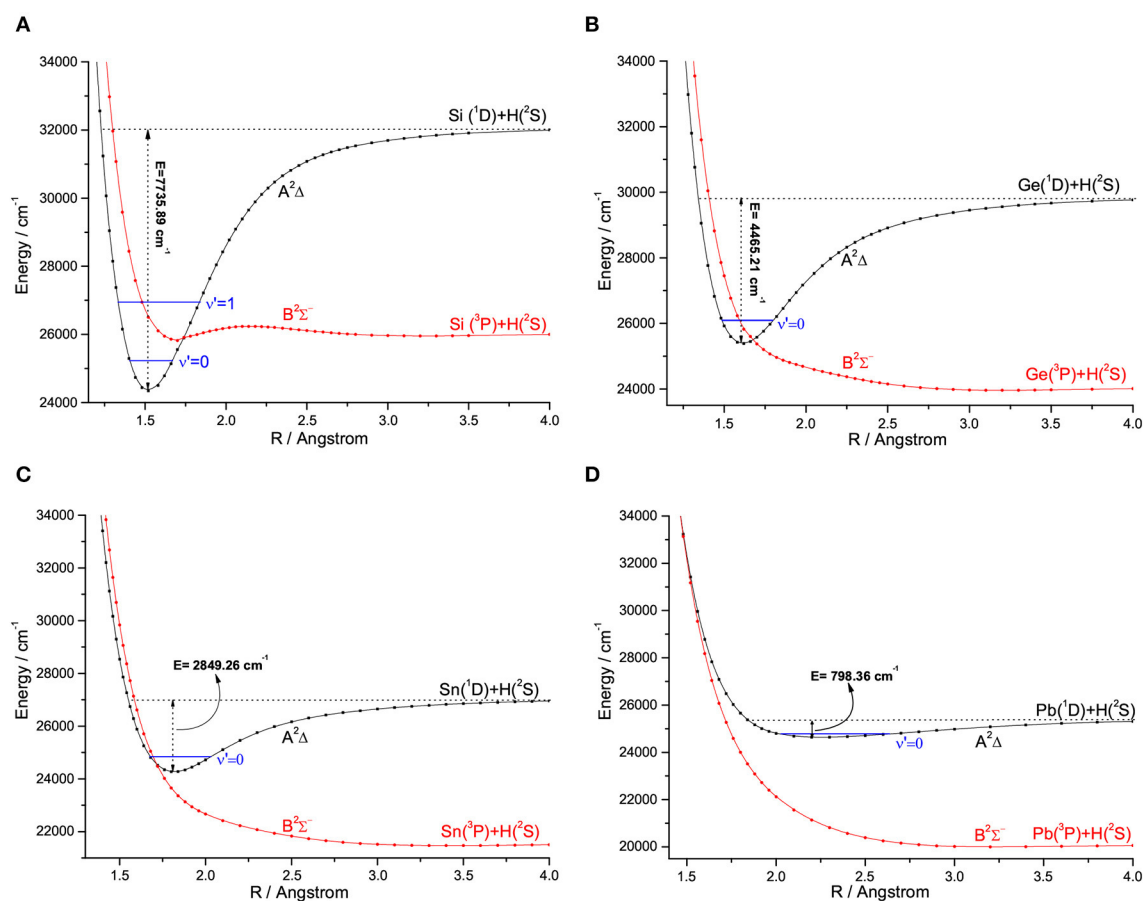 A
34000
32000
30000
28000
26000
24000
Energy / cm⁻¹
1.5
2.0
2.5
3.0
3.5
4.0
R / Angstrom
Si (¹D)+H(²S)
E=7735.89 cm⁻¹
A²Δ
ν'=1
B²Σ⁻
Si (³P)+H(²S)
ν'=0
B
34000
32000
30000
28000
26000
24000
Energy / cm⁻¹
1.5
2.0
2.5
3.0
3.5
4.0
R / Angstrom
Ge(¹D)+H(²S)
E= 4465.21 cm⁻¹
A²Δ
ν'=0
B²Σ⁻
Ge(³P)+H(²S)
C
34000
32000
30000
28000
26000
24000
22000
Energy / cm⁻¹
1.5
2.0
2.5
3.0
3.5
4.0
R / Angstrom
E= 2849.26 cm⁻¹
Sn(¹D)+H(²S)
A²Δ
ν'=0
B²Σ⁻
Sn(³P)+H(²S)
D
34000
32000
30000
28000
26000
24000
22000
20000
Energy / cm⁻¹
1.5
2.0
2.5
3.0
3.5
4.0
R / Angstrom
E= 798.36 cm⁻¹
Pb(¹D)+H(²S)
ν'=0
A²Δ
B²Σ⁻
Pb(³P)+H(²S)